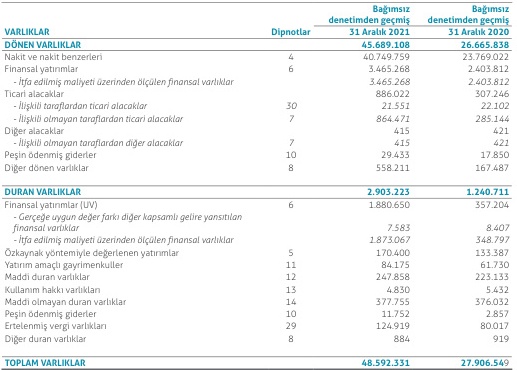 Bağımsız Bağımsız
denetimden geçmiş denetimden geçmiş
VARLIKLAR Dipnotlar 31 Aralık 2021 31 Aralık 2020
DÖNEN VARLIKLAR 45.689.108 26.665.838
Nakit ve nakit benzerleri 4 40.749.759 23.769.022
Finansal yatırımlar 6 3.465.268 2.403.812
- İtfa edilmiş maliyeti üzerinden ölçülen finansal varlıklar 3.465.268 2.403.812
Ticari alacaklar 886.022 307.246
- İlişkili taraflardan ticari alacaklar 30 21.551 22.102
- İlişkili olmayan taraflardan ticari alacaklar 7 864.471 285.144
Diğer alacaklar 415 421
- İlişkili olmayan taraflardan diğer alacaklar 7 415 421
Peşin ödenmiş giderler 10 29.433 17.850
Diğer dönen varlıklar 8 558.211 167.487
DURAN VARLIKLAR 2.903.223 1.240.711
Finansal yatırımlar (UV) 6 1.880.650 357.204
- Gerçeğe uygun değer farkı diğer kapsamlı gelire yansıtılan
finansal varlıklar 7.583 8.407
- İtfa edilmiş maliyeti üzerinden ölçülen finansal varlıklar 1.873.067 348.797
Özkaynak yöntemiyle değerlenen yatırımlar 5 170.400 133.387
Yatırım amaçlı gayrimenkuller 11 84.175 61.730
Maddi duran varlıklar 12 247.858 223.133
Kullanım hakkı varlıkları 13 4.830 5.432
Maddi olmayan duran varlıklar 14 377.755 376.032
Peşin ödenmiş giderler 10 11.752 2.857
Ertelenmiş vergi varlıkları 29 124.919 80.017
Diğer duran varlıklar 8 884 919
TOPLAM VARLIKLAR 48.592.331 27.906.549